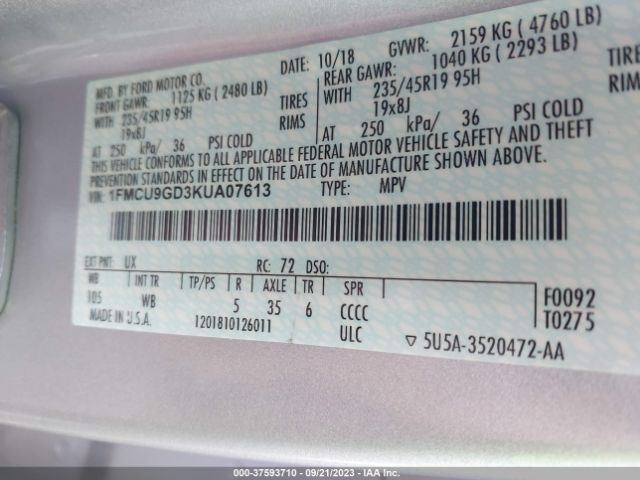 DATE: 10/18 GVWR: 2159 KG ( 4760 LB)
MFD. BY FORD MOTOR CO.
FRONT GAWR: 1125 KG ( 2480 LB) REAR GAWR: 1040 KG ( 2293 LB)
WITH 235/45R19 95H TIRES WITH 235/45R19 95H TIRE
19x8J RIMS 19x8J RIMS
AT 250 kPa/ 36 PSI COLD AT 250 kPa/ 36 PSI COLD
THIS VEHICLE CONFORMS TO ALL APPLICABLE FEDERAL MOTOR VEHICLE SAFETY AND THEFT
PREVENTION STANDARDS IN EFFECT ON THE DATE OF MANUFACTURE SHOWN ABOVE.
VIN: 1FMCU9GD3KUA07613 TYPE: MPV
EXT PNT: UX RC: 72 DSO:
WB INT TR TP/PS R AXLE TR SPR
105 WB 5 35 6 CCCC F0092
MADE IN U.S.A. 1201810126011 ULC T0275
▽ 5U5A-3520472-AA
000-37593710 - 09/21/2023 - IAA Inc.